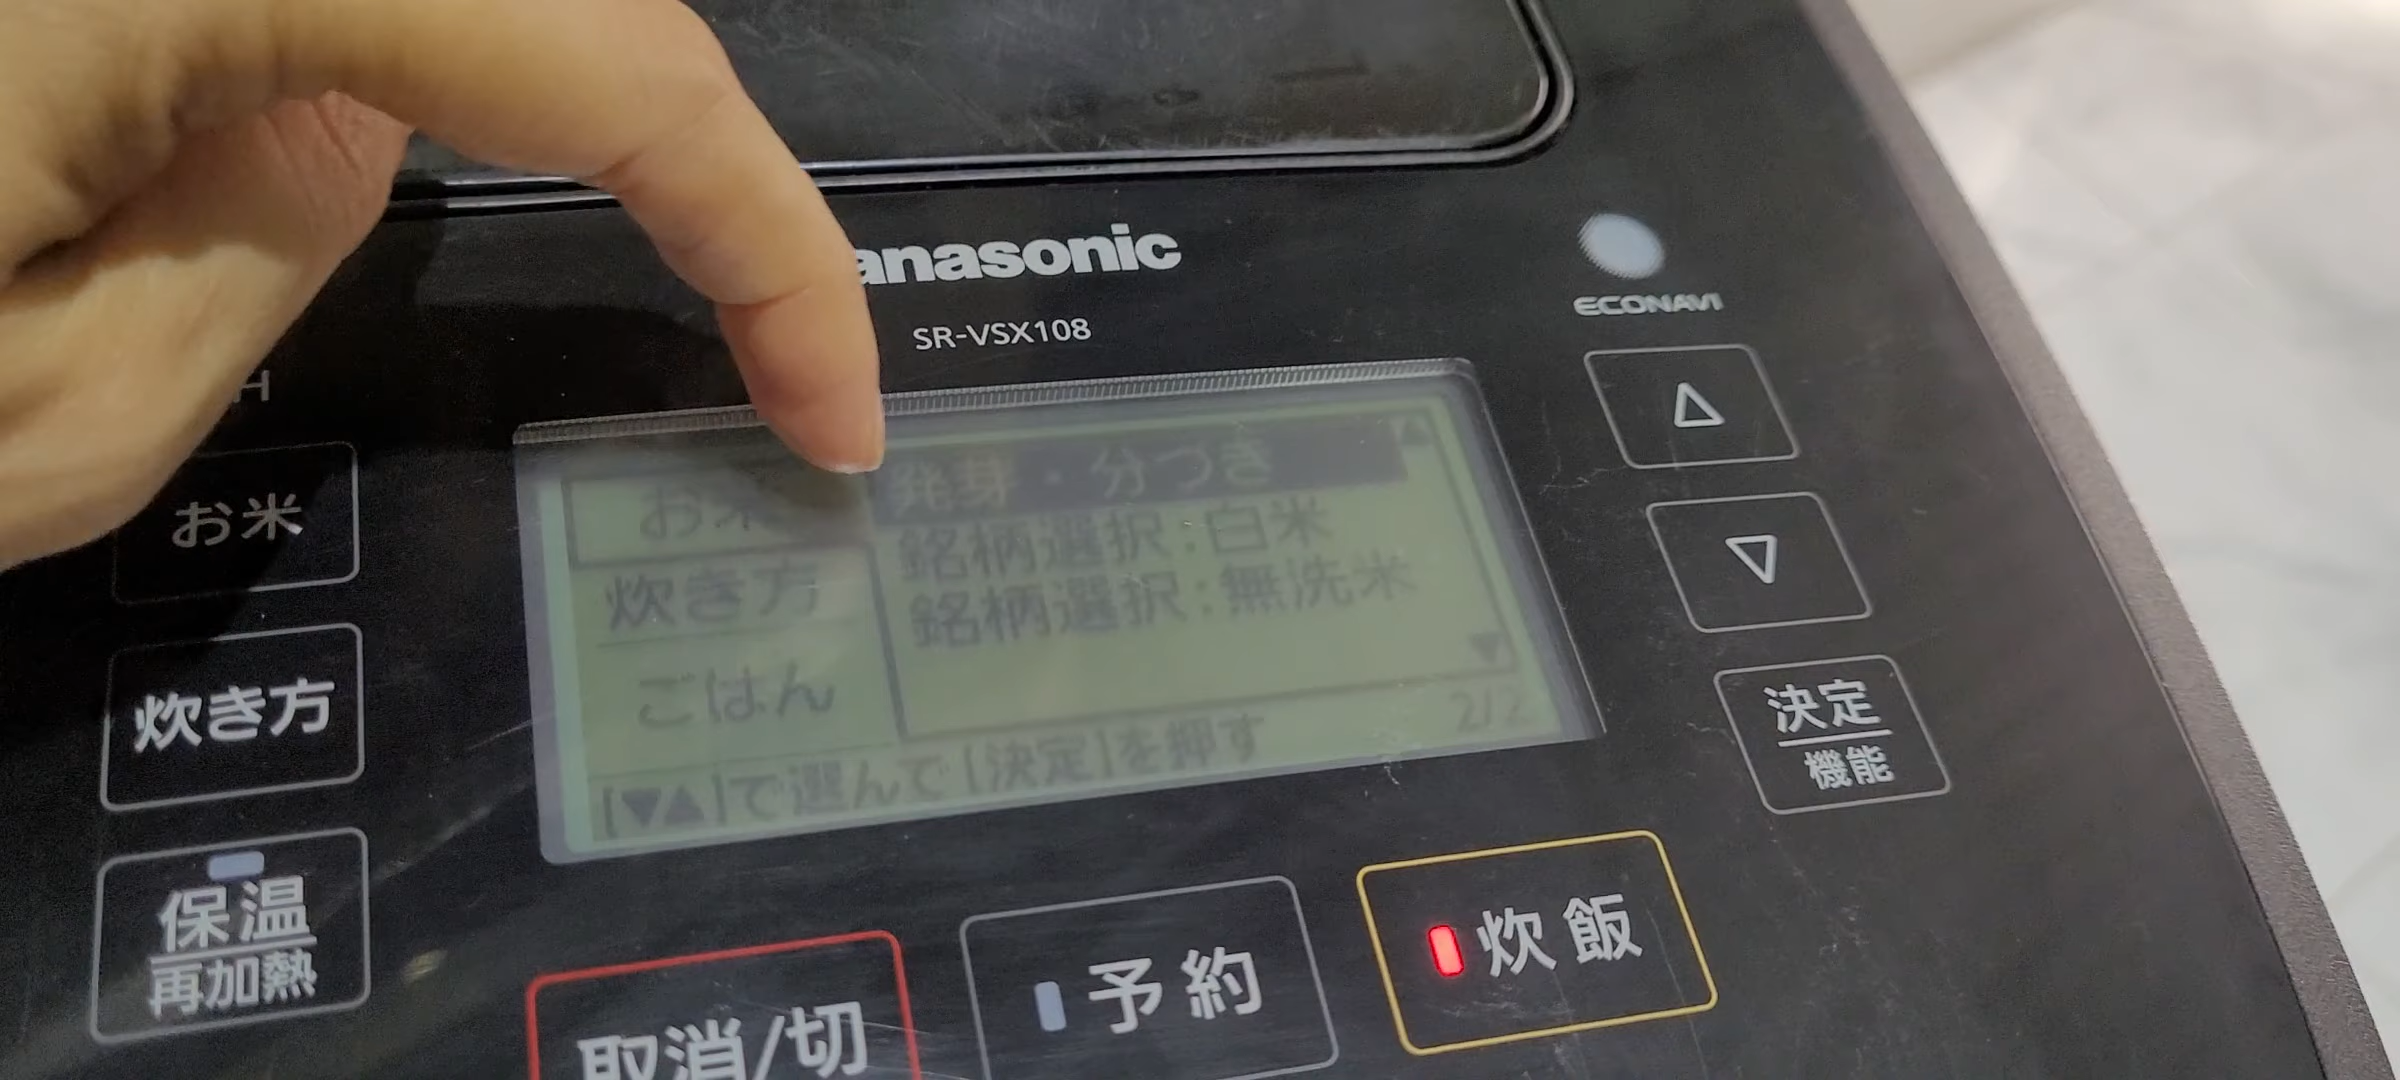 anasonic
SR-VSX108
ECONAVI
H
お米
炊き方
保温
再加熱
お米
炊き方
ごはん
発芽・分づき
銘柄選択:白米
銘柄選択:無洗米
2/2
[▼▲]で選んで[決定]を押す
△
▽
決定
機能
取消/切
予約
炊飯